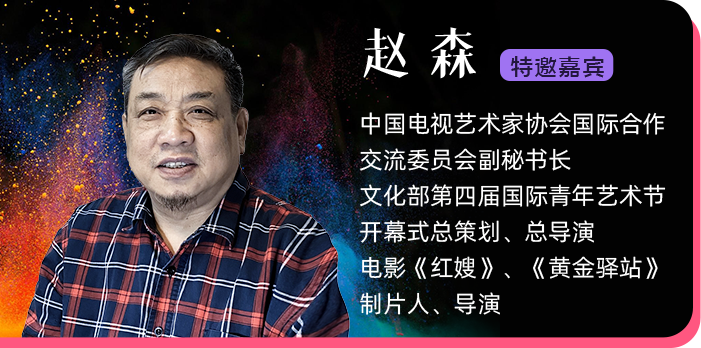 赵 森 特邀嘉宾
中国电视艺术家协会国际合作
交流委员会副秘书长
文化部第四届国际青年艺术节
开幕式总策划、总导演
电影《红嫂》、《黄金驿站》
制片人、导演